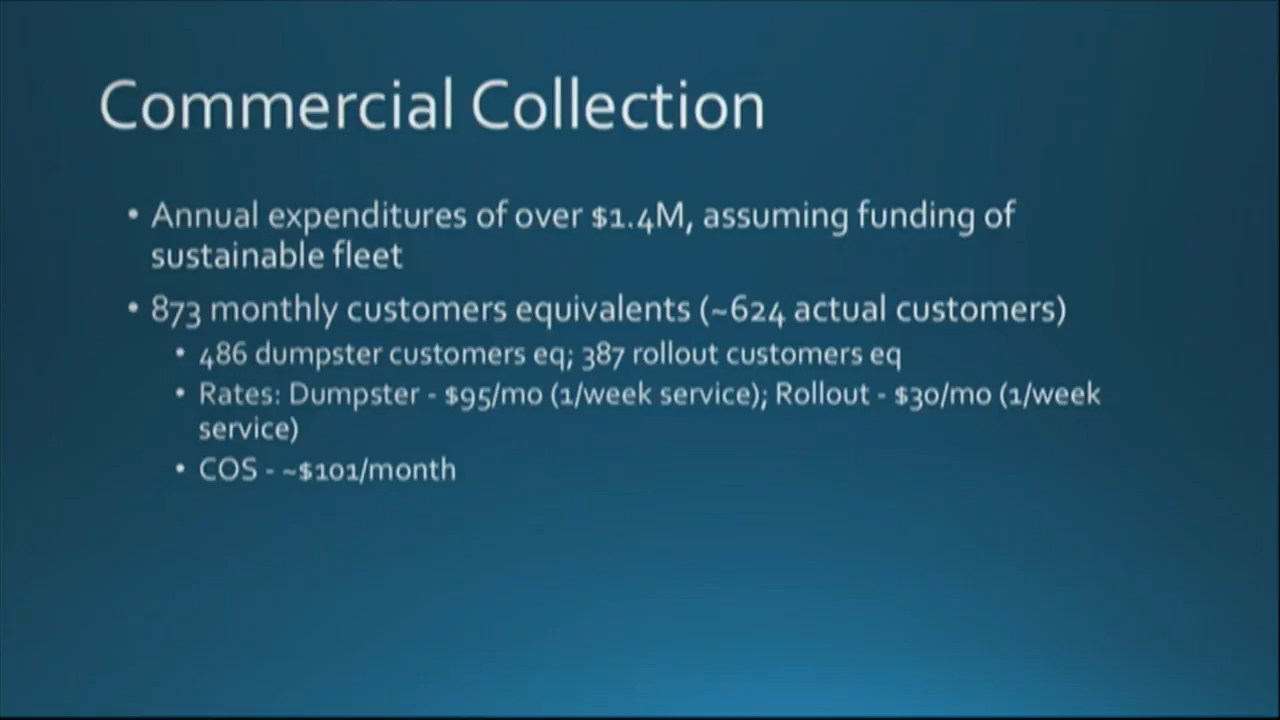 Commercial Collection
• Annual expenditures of over $1.4M, assuming funding of
sustainable fleet
• 873 monthly customers equivalents (~624 actual customers)
• 486 dumpster customers eq; 387 rollout customers eq
• Rates: Dumpster - $95/mo (1/week service); Rollout - $30/mo (1/week
service)
• COS - ~$101/month